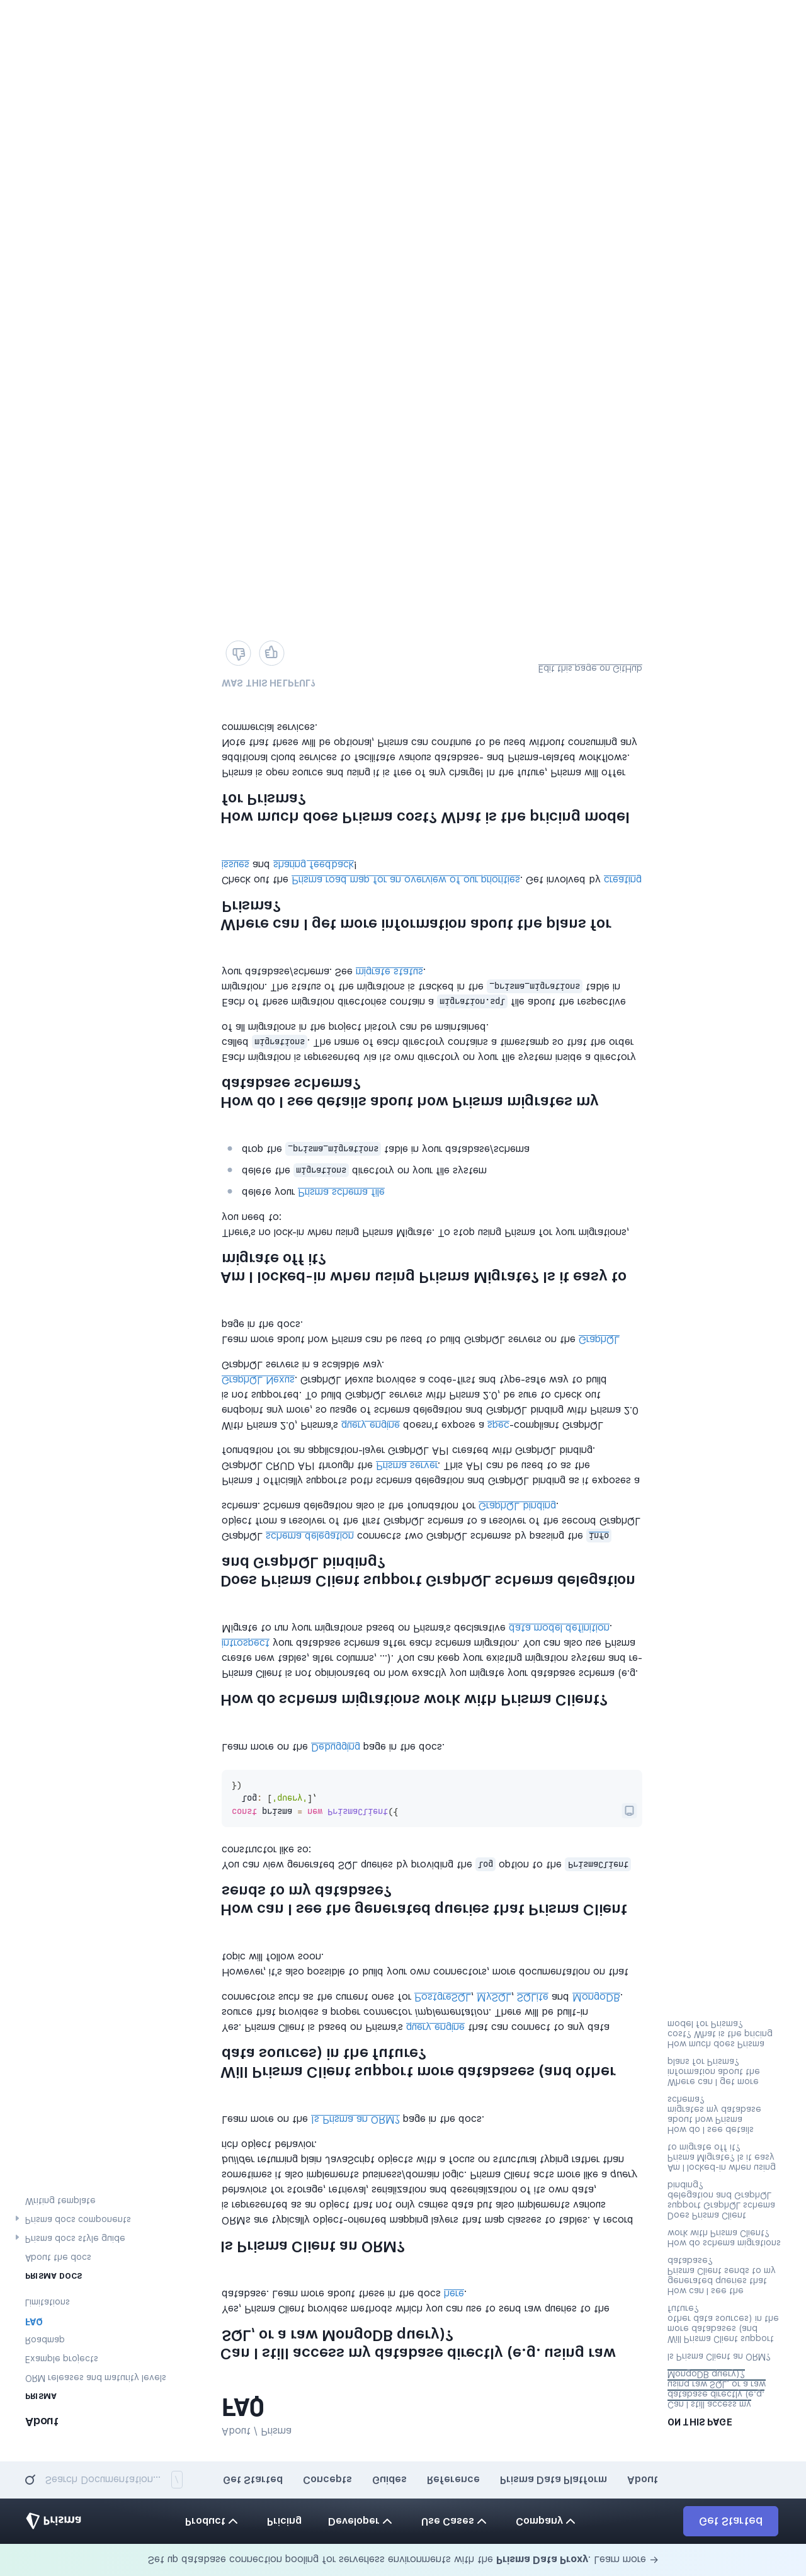 Set up database connection pooling for serverless environments with the Prisma Data Proxy. Learn more →
Prisma
Product
Pricing
Developer
Use Cases
Company
Get Started
Search Documentation...
/
Get Started
Concepts
Guides
Reference
Prisma Data Platform
About
About
PRISMA
ORM releases and maturity levels
Example projects
Roadmap
FAQ
Limitations
PRISMA DOCS
About the docs
Prisma docs style guide
Prisma docs components
Writing template
About / Prisma
FAQ
Can I still access my database directly (e.g. using raw
SQL, or a raw MongoDB query)?
Yes, Prisma Client provides methods which you can use to send raw queries to the
database. Learn more about these in the docs here.
Is Prisma Client an ORM?
ORMs are typically object-oriented mapping layers that map classes to tables. A record
is represented as an object that not only carries data but also implements various
behaviors for storage, retrieval, serialization and deserialization of its own data,
sometimes it also implements business/domain logic. Prisma Client acts more like a query
builder returning plain JavaScript objects with a focus on structural typing rather than
rich object behavior.
Learn more on the Is Prisma an ORM? page in the docs.
Will Prisma Client support more databases (and other
data sources) in the future?
Yes. Prisma Client is based on Prisma's query engine that can connect to any data
source that provides a proper connector implementation. There will be built-in
connectors such as the current ones for PostgreSQL, MySQL, SQLite and MongoDB.
However, it's also possible to build your own connectors, more documentation on that
topic will follow soon.
How can I see the generated queries that Prisma Client
sends to my database?
You can view generated SQL queries by providing the log option to the PrismaClient
constructor like so:
const prisma = new PrismaClient({
  log: ['query'],
})
Learn more on the Debugging page in the docs.
How do schema migrations work with Prisma Client?
Prisma Client is not opinionated on how exactly you migrate your database schema (e.g.
create new tables, alter columns, ...). You can keep your existing migration system and re-
introspect your database schema after each schema migration. You can also use Prisma
Migrate to run your migrations based on Prisma's declarative data model definition.
Does Prisma Client support GraphQL schema delegation
and GraphQL binding?
GraphQL schema delegation connects two GraphQL schemas by passing the info
object from a resolver of the first GraphQL schema to a resolver of the second GraphQL
schema. Schema delegation also is the foundation for GraphQL binding.
Prisma 1 officially supports both schema delegation and GraphQL binding as it exposes a
GraphQL CRUD API through the Prisma server. This API can be used to as the
foundation for an application-layer GraphQL API created with GraphQL binding.
With Prisma 2.0, Prisma's query engine doesn't expose a spec-compliant GraphQL
endpoint any more, so usage of schema delegation and GraphQL binding with Prisma 2.0
is not supported. To build GraphQL servers with Prisma 2.0, be sure to check out
GraphQL Nexus. GraphQL Nexus provides a code-first and type-safe way to build
GraphQL servers in a scalable way.
Learn more about how Prisma can be used to build GraphQL servers on the GraphQL
page in the docs.
Am I locked-in when using Prisma Migrate? Is it easy to
migrate off it?
There's no lock-in when using Prisma Migrate. To stop using Prisma for your migrations,
you need to:
delete your Prisma schema file
delete the migrations directory on your file system
drop the _prisma_migrations table in your database/schema
How do I see details about how Prisma migrates my
database schema?
Each migration is represented via its own directory on your file system inside a directory
called migrations. The name of each directory contains a timestamp so that the order
of all migrations in the project history can be maintained.
Each of these migration directories contain a migration.sql file about the respective
migration. The status of the migrations is tracked in the _prisma_migrations table in
your database/schema. See migrate status.
Where can I get more information about the plans for
Prisma?
Check out the Prisma road map for an overview of our priorities. Get involved by creating
issues and sharing feedback!
How much does Prisma cost? What is the pricing model
for Prisma?
Prisma is open source and using it is free of any charge! In the future, Prisma will offer
additional cloud services to facilitate various database- and Prisma-related workflows.
Note that these will be optional, Prisma can continue to be used without consuming any
commercial services.
WAS THIS HELPFUL?
Edit this page on GitHub
ON THIS PAGE
Can I still access my
database directly (e.g.
using raw SQL, or a raw
MongoDB query)?
Is Prisma Client an ORM?
Will Prisma Client support
more databases (and
other data sources) in the
future?
How can I see the
generated queries that
Prisma Client sends to my
database?
How do schema migrations
work with Prisma Client?
Does Prisma Client
support GraphQL schema
delegation and GraphQL
binding?
Am I locked-in when using
Prisma Migrate? Is it easy
to migrate off it?
How do I see details
about how Prisma
migrates my database
schema?
Where can I get more
information about the
plans for Prisma?
How much does Prisma
cost? What is the pricing
model for Prisma?